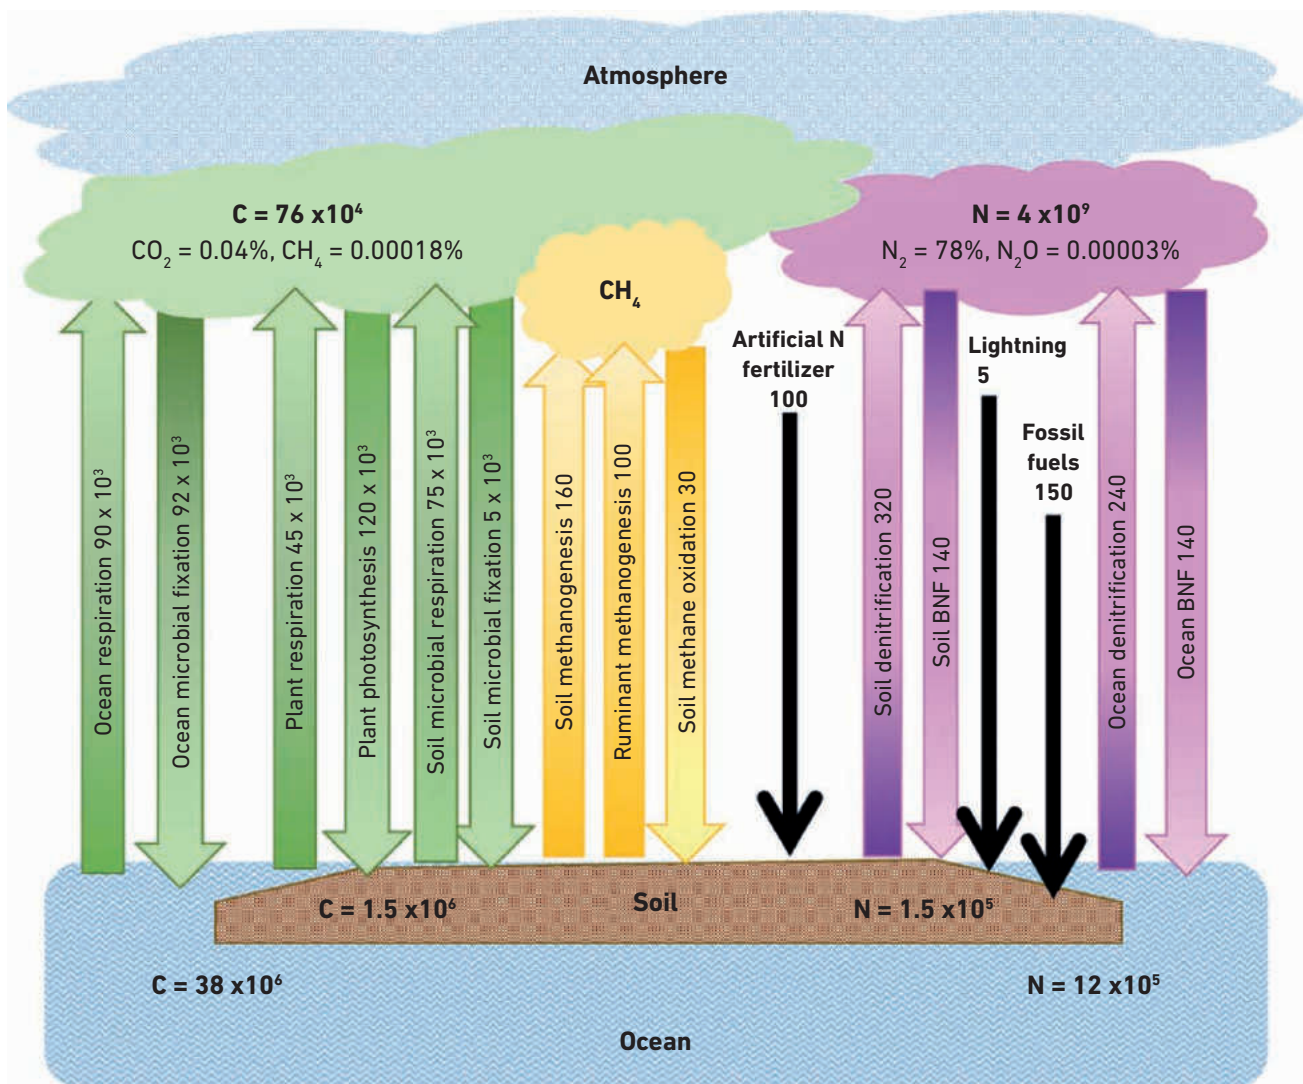 Atmosphere
C = 76 x10⁴
CO₂ = 0.04%, CH₄ = 0.00018%
N = 4 x10⁹
N₂ = 78%, N₂O = 0.00003%
CH₄
Artificial N
fertilizer
100
Lightning
5
Fossil
fuels
150
Ocean respiration 90 x 10³
Ocean microbial fixation 92 x 10³
Plant respiration 45 x 10³
Plant photosynthesis 120 x 10³
Soil microbial respiration 75 x 10³
Soil microbial fixation 5 x 10³
Soil methanogenesis 160
Ruminant methanogenesis 100
Soil methane oxidation 30
Soil denitrification 320
Soil BNF 140
Ocean denitrification 240
Ocean BNF 140
C = 1.5 x10⁶
Soil
N = 1.5 x10⁵
C = 38 x10⁶
N = 12 x10⁵
Ocean